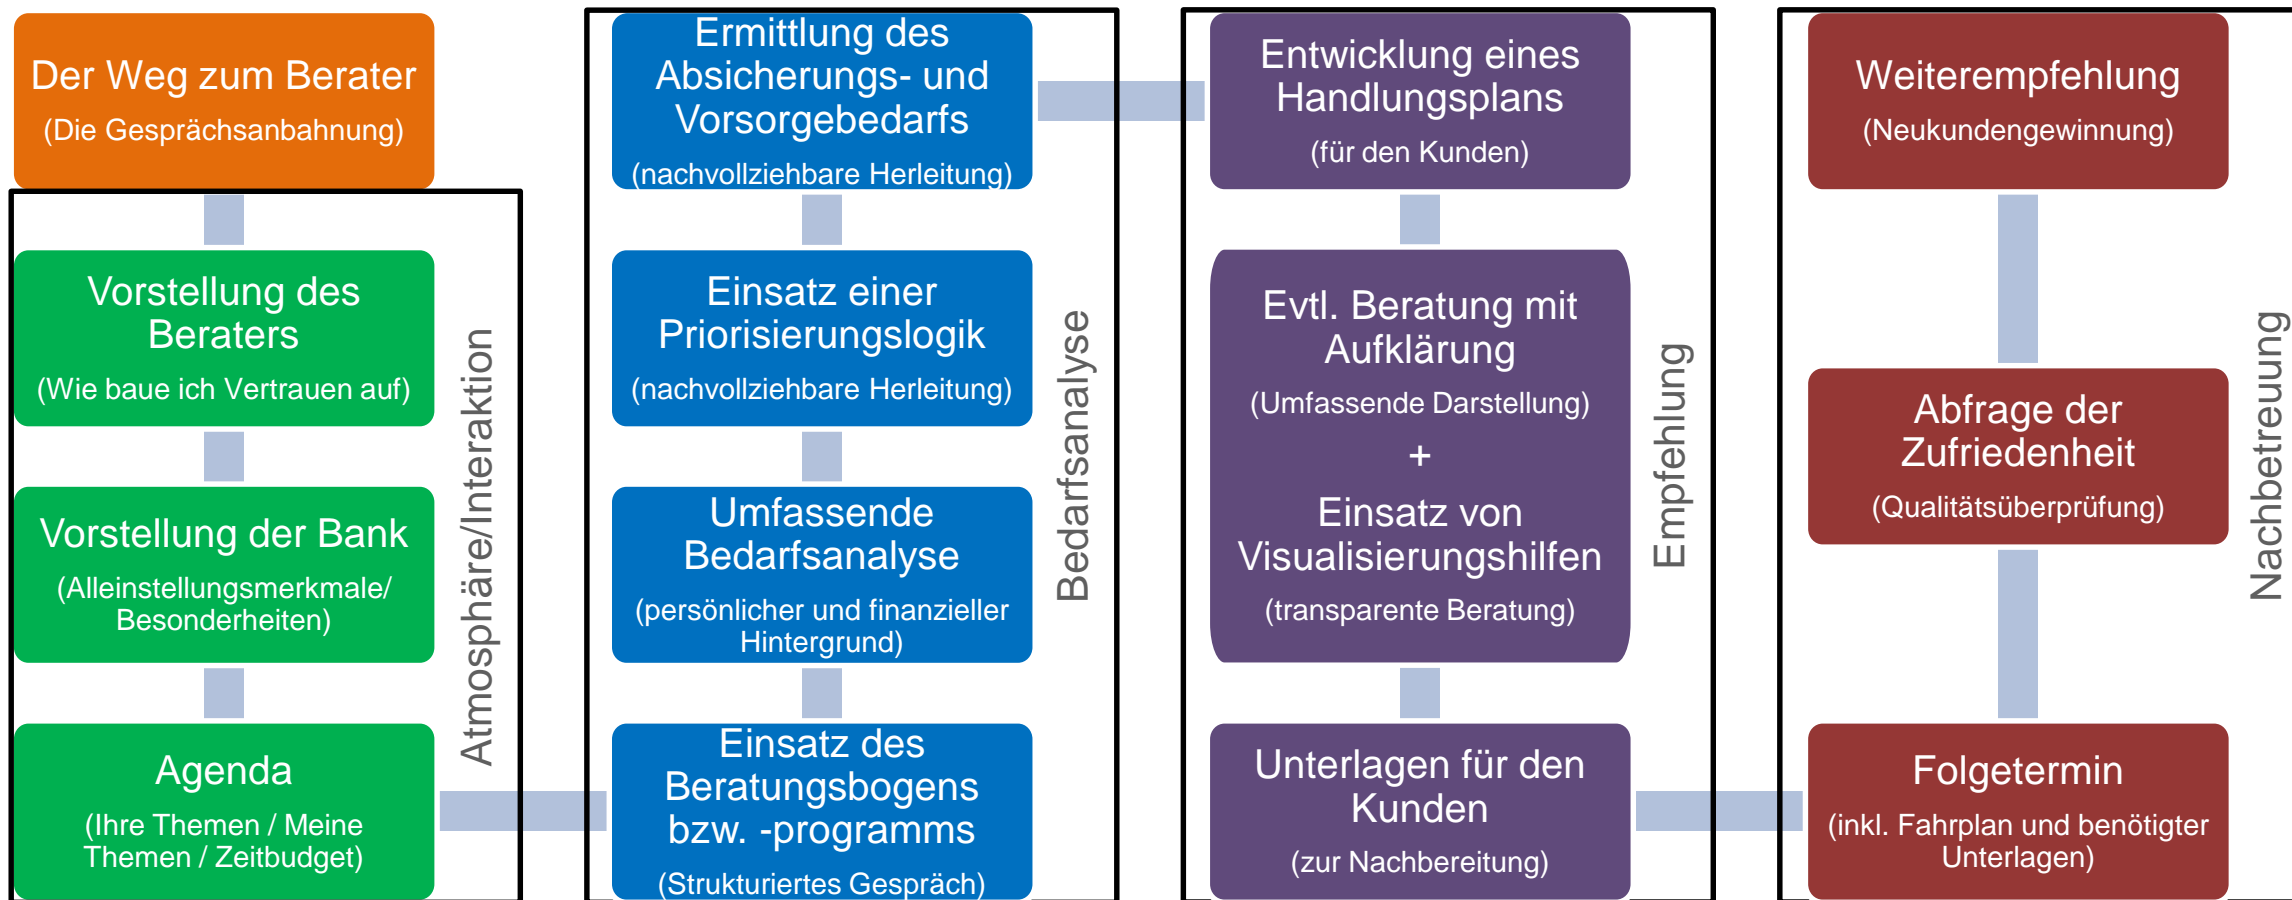 Der Weg zum Berater
(Die Gesprächsanbahnung)
Vorstellung des
Beraters
(Wie baue ich Vertrauen auf)
Vorstellung der Bank
(Alleinstellungsmerkmale/
Besonderheiten)
Agenda
(Ihre Themen / Meine
Themen / Zeitbudget)
Atmosphäre/Interaktion
Ermittlung des
Absicherungs- und
Vorsorgebedarfs
(nachvollziehbare Herleitung)
Einsatz einer
Priorisierungslogik
(nachvollziehbare Herleitung)
Umfassende
Bedarfsanalyse
(persönlicher und finanzieller
Hintergrund)
Einsatz des
Beratungsbogens
bzw. -programms
(Strukturiertes Gespräch)
Bedarfsanalyse
Entwicklung eines
Handlungsplans
(für den Kunden)
Evtl. Beratung mit
Aufklärung
(Umfassende Darstellung)
+
Einsatz von
Visualisierungshilfen
(transparente Beratung)
Unterlagen für den
Kunden
(zur Nachbereitung)
Empfehlung
Weiterempfehlung
(Neukundengewinnung)
Abfrage der
Zufriedenheit
(Qualitätsüberprüfung)
Folgetermin
(inkl. Fahrplan und benötigter
Unterlagen)
Nachbetreuung